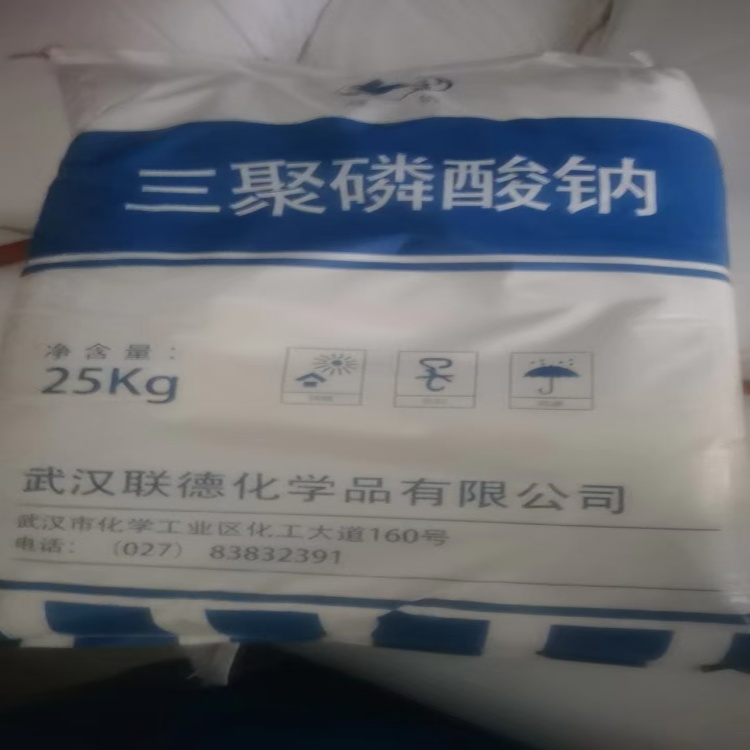 三聚磷酸钠
净含量：
25Kg
武汉联德化学品有限公司
武汉市化学工业区化工大道160号
电话：（027）83832391